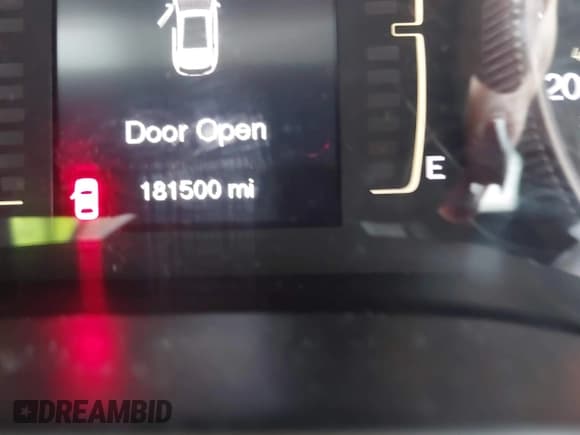 Door Open
181500 mi
E
20
DREAMBID